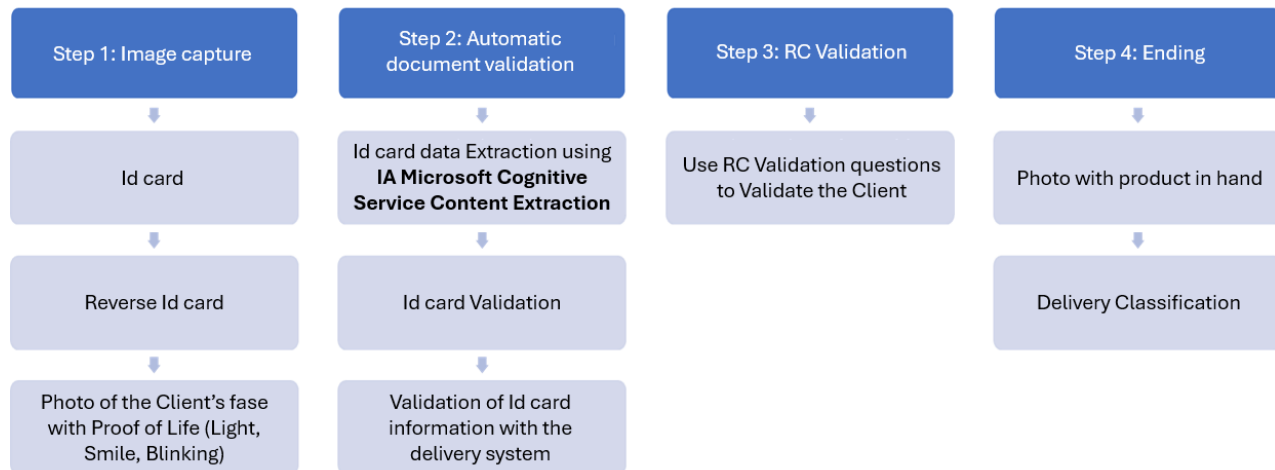 Step 1: Image capture
Id card
Reverse Id card
Photo of the Client's fase
with Proof of Life (Light,
Smile, Blinking)
Step 2: Automatic
document validation
Id card data Extraction using
IA Microsoft Cognitive
Service Content Extraction
Id card Validation
Validation of Id card
information with the
delivery system
Step 3: RC Validation
Use RC Validation questions
to Validate the Client
Step 4: Ending
Photo with product in hand
Delivery Classification